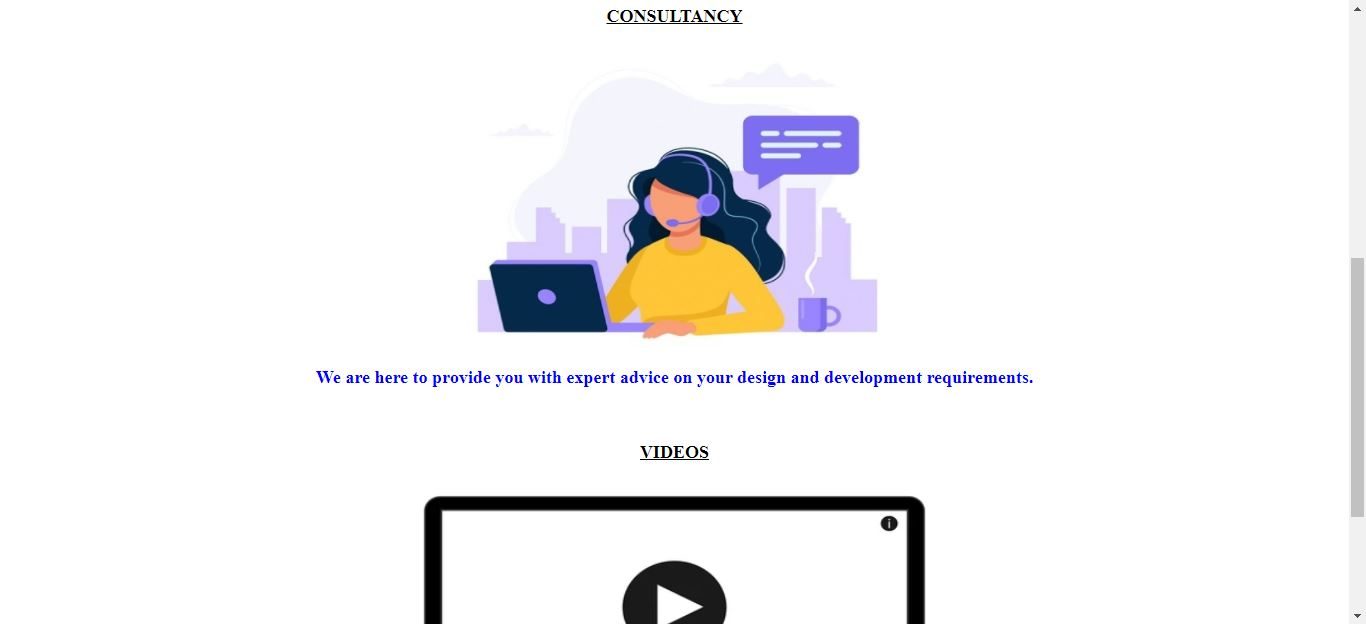 CONSULTANCY
We are here to provide you with expert advice on your design and development requirements.
VIDEOS
i